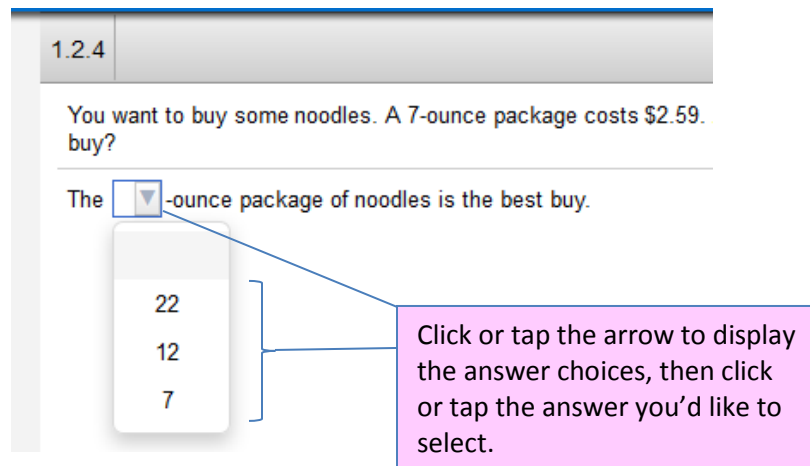 1.2.4
You want to buy some noodles. A 7-ounce package costs $2.59.
buy?
The -ounce package of noodles is the best buy.
22
12
7
Click or tap the arrow to display
the answer choices, then click
or tap the answer you'd like to
select.